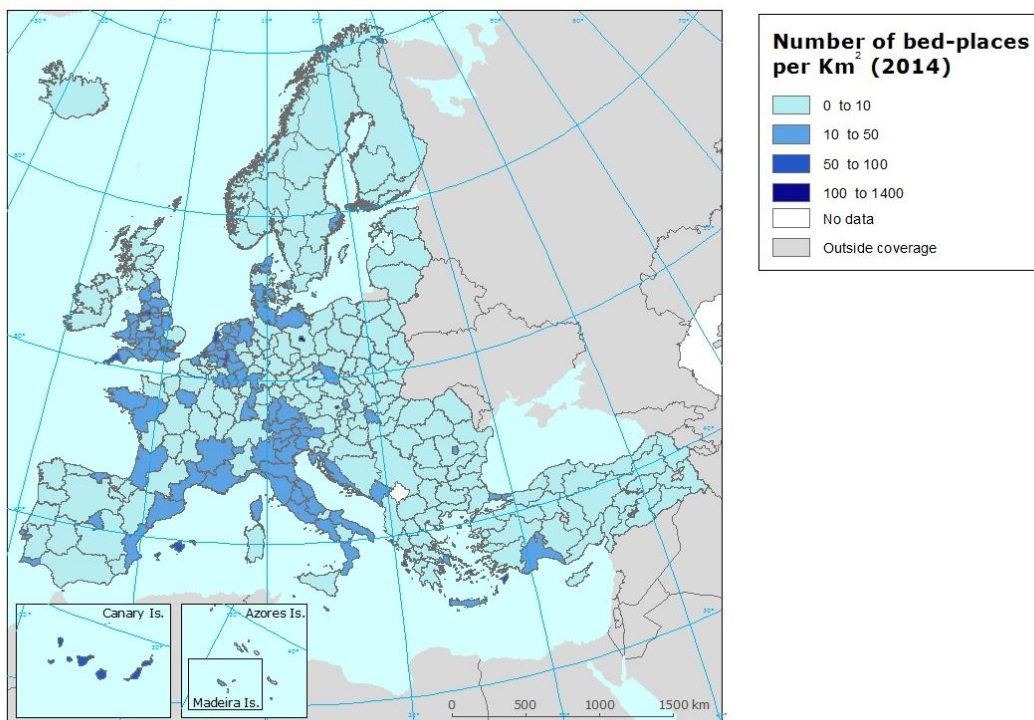 Number of bed-places
per Km² (2014)
0 to 10
10 to 50
50 to 100
100 to 1400
No data
Outside coverage
Canary Is.
Azores Is.
Madeira Is.
0 500 1000 1500 km